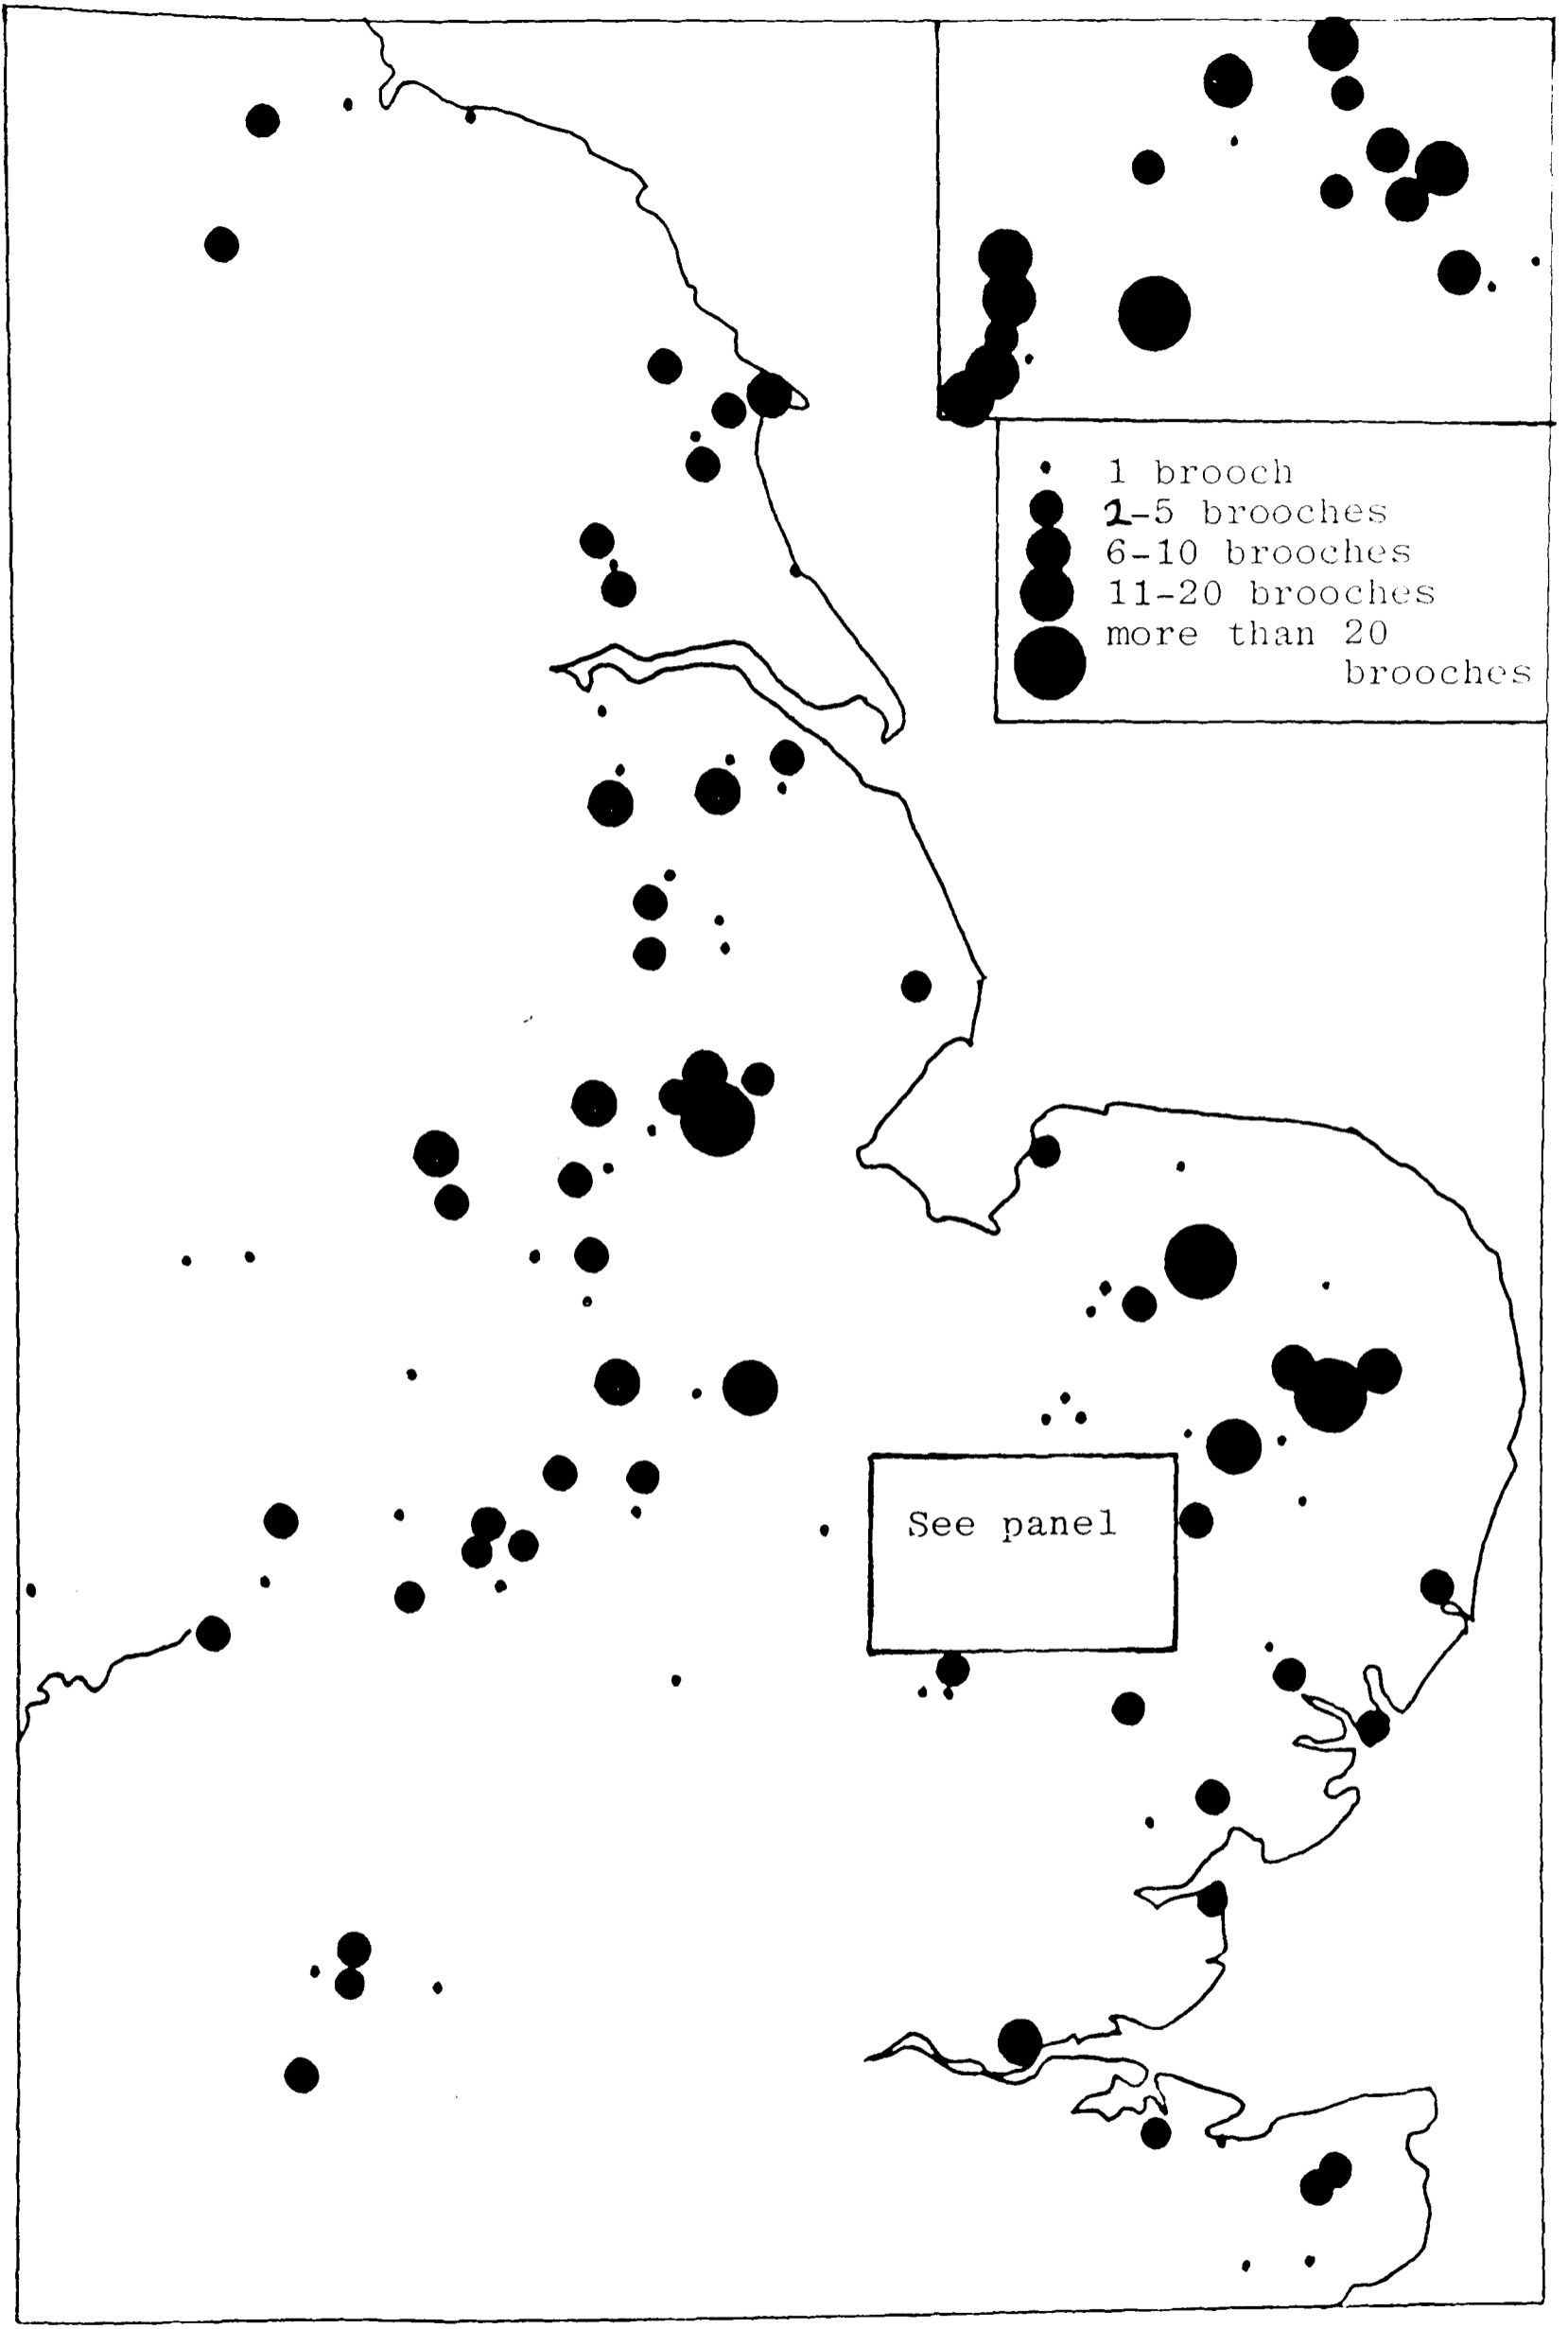 1 brooch
2-5 brooches
6-10 brooches
11-20 brooches
more than 20
brooches
See panel